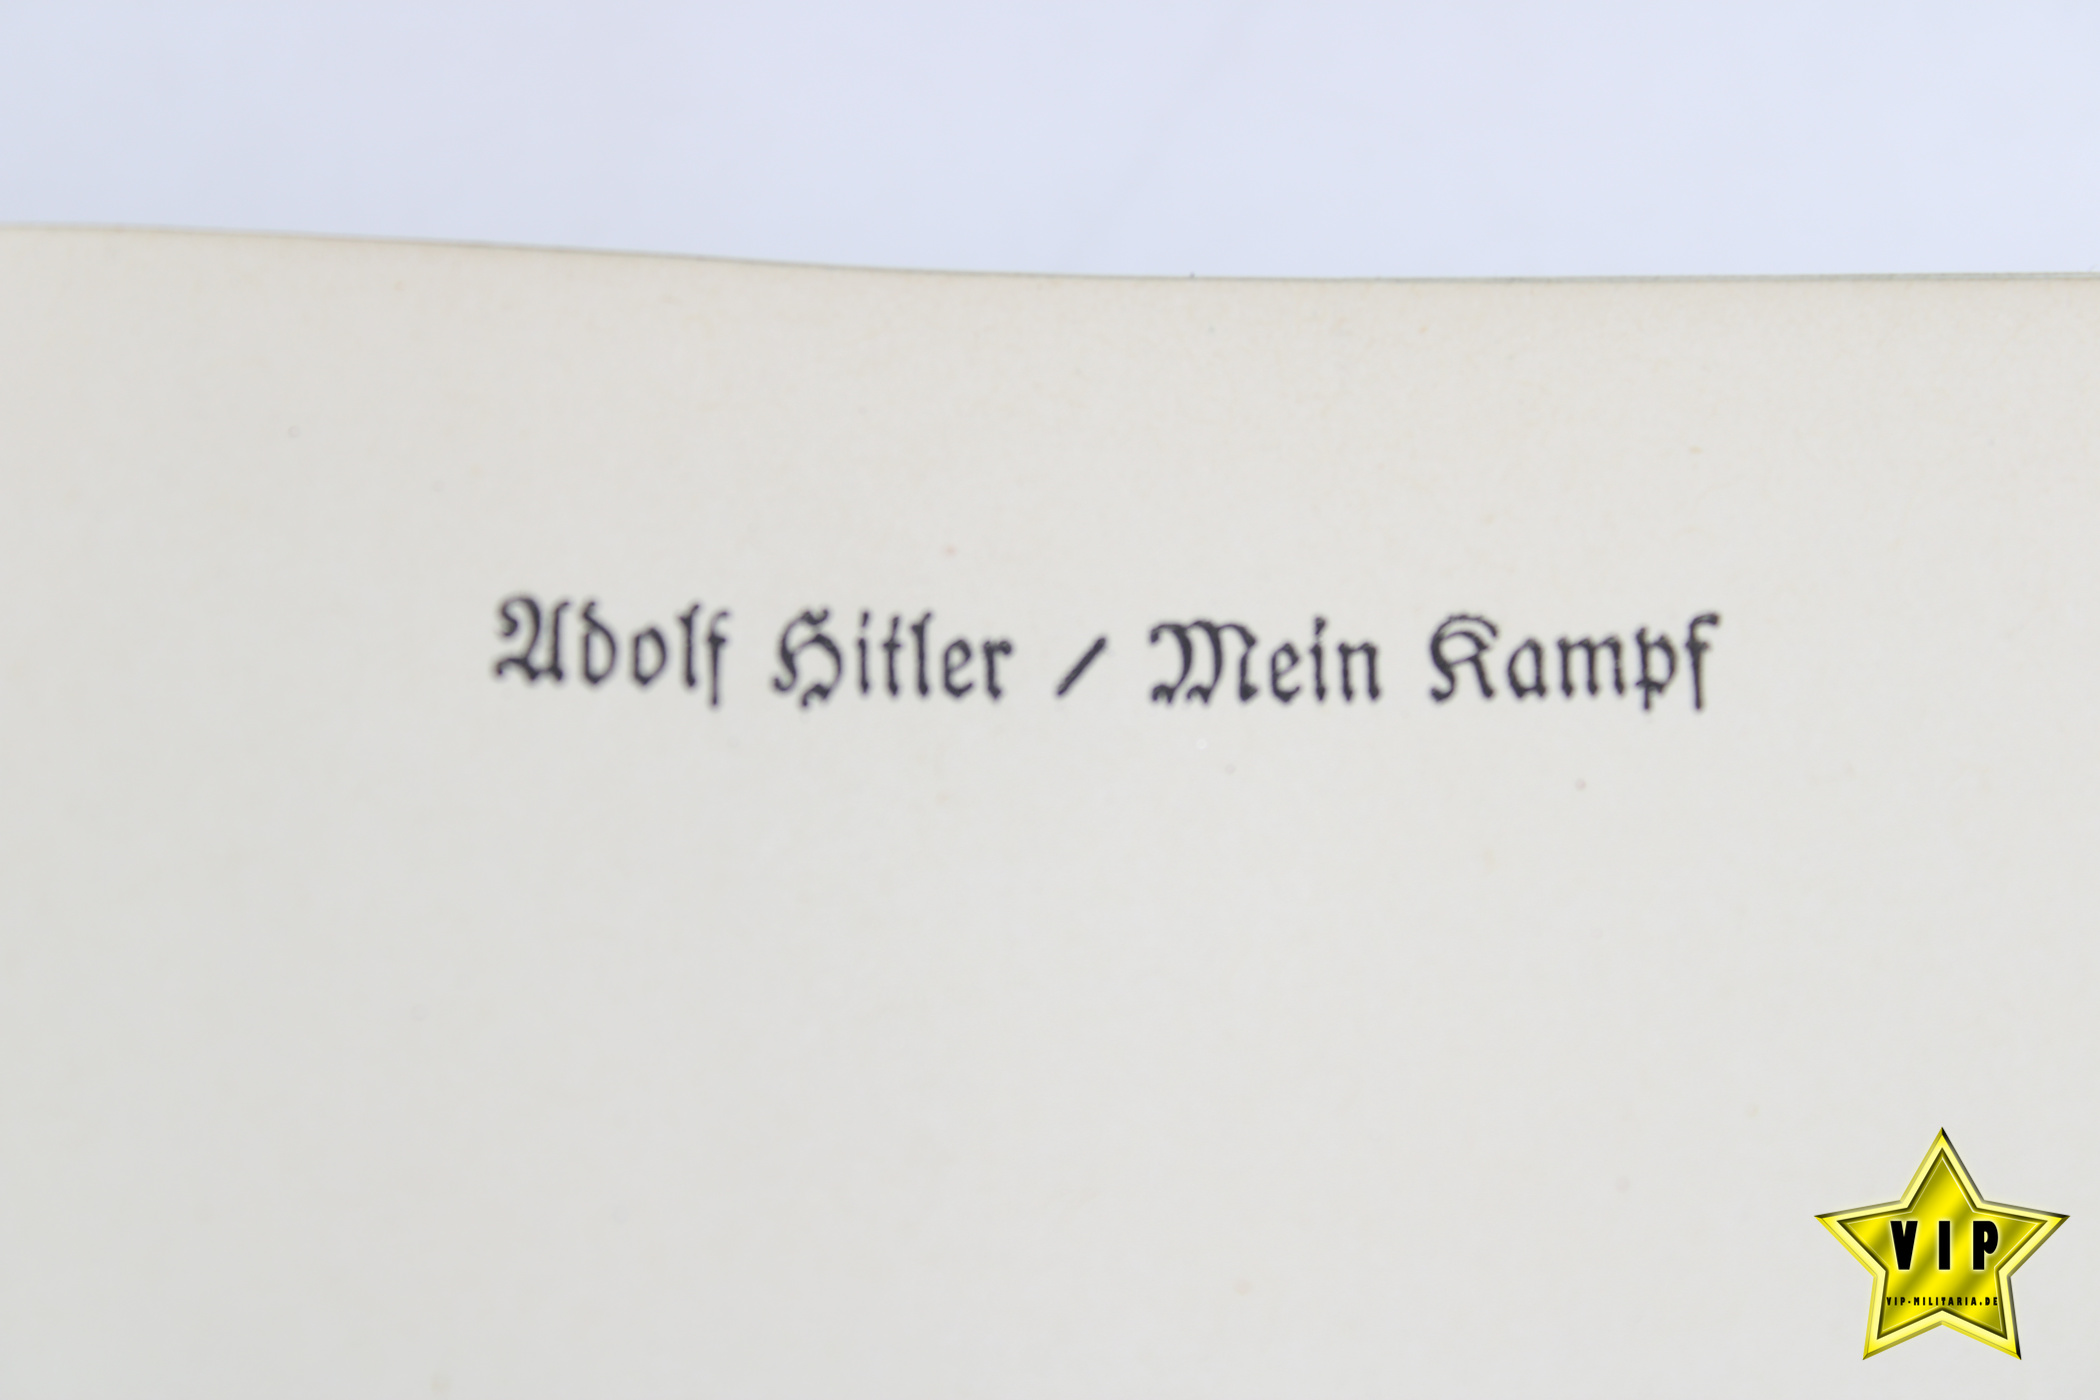 Adolf Hitler / Mein Kampf
VIP
VIP-MILITARIA.DE